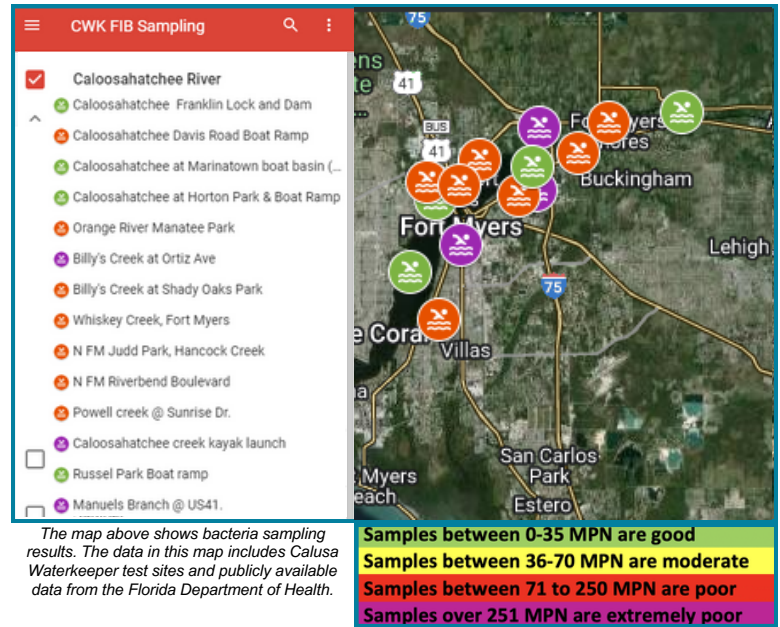 CWK FIB Sampling
Caloosahatchee River
Caloosahatchee Franklin Lock and Dam
Caloosahatchee Davis Road Boat Ramp
Caloosahatchee at Marinatown boat basin (...
Caloosahatchee at Horton Park & Boat Ramp
Orange River Manatee Park
Billy's Creek at Ortiz Ave
Billy's Creek at Shady Oaks Park
Whiskey Creek, Fort Myers
N FM Judd Park, Hancock Creek
N FM Riverbend Boulevard
Powell creek @ Sunrise Dr.
Caloosahatchee creek kayak launch
Russel Park Boat ramp
Manuels Branch @ US41.
75
41
BUS
41
Buckingham
Fort Myers
Lehigh
75
Villas
San Carlos
Park
Myers
Estero
The map above shows bacteria sampling
results. The data in this map includes Calusa
Waterkeeper test sites and publicly available
data from the Florida Department of Health.
Samples between 0-35 MPN are good
Samples between 36-70 MPN are moderate
Samples between 71 to 250 MPN are poor
Samples over 251 MPN are extremely poor